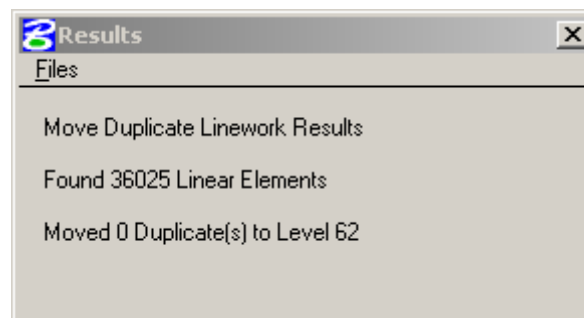 Results
Files
Move Duplicate Linework Results
Found 36025 Linear Elements
Moved 0 Duplicate(s) to Level 62